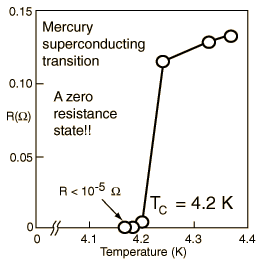 0.15
Mercury
superconducting
transition
0.10
A zero
resistance
state!!
R(Ω)
0.05
R < 10⁻⁵ Ω
T_C = 4.2 K
0
0 4.1 4.2 4.3 4.4
Temperature (K)